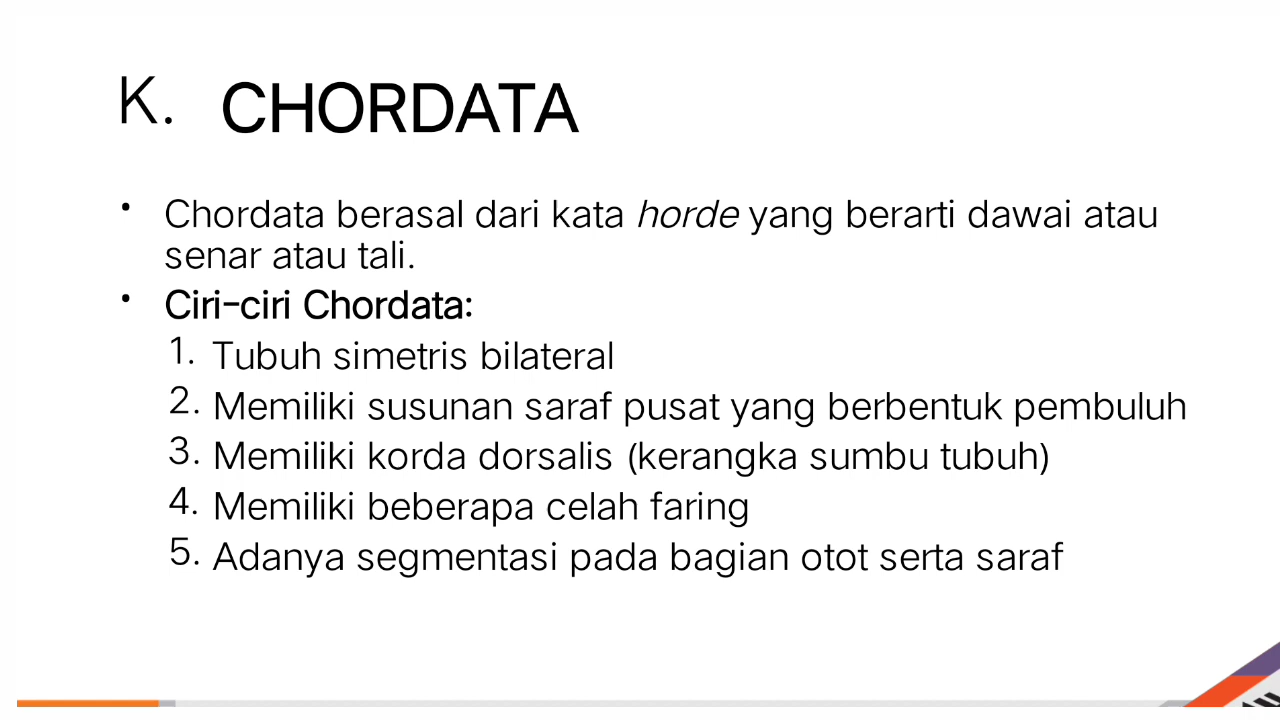 K. CHORDATA
• Chordata berasal dari kata horde yang berarti dawai atau
senar atau tali.
• Ciri-ciri Chordata:
1. Tubuh simetris bilateral
2. Memiliki susunan saraf pusat yang berbentuk pembuluh
3. Memiliki korda dorsalis (kerangka sumbu tubuh)
4. Memiliki beberapa celah faring
5. Adanya segmentasi pada bagian otot serta saraf